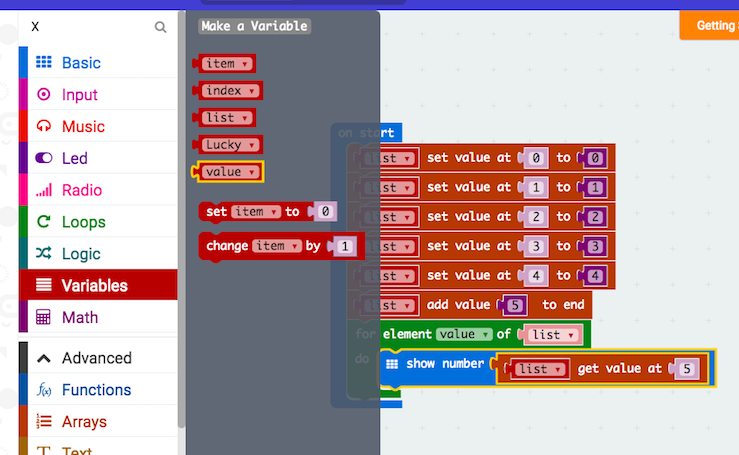 X
Basic
Input
Music
Led
Radio
Loops
Logic
Variables
Math
Advanced
Functions
Arrays
Text
Make a Variable
item
index
list
Lucky
value
set item to 0
change item by 1
Getting
on start
list set value at 0 to 0
list set value at 1 to 1
list set value at 2 to 2
list set value at 3 to 3
list set value at 4 to 4
list add value 5 to end
for element value of list
do show number list get value at 5